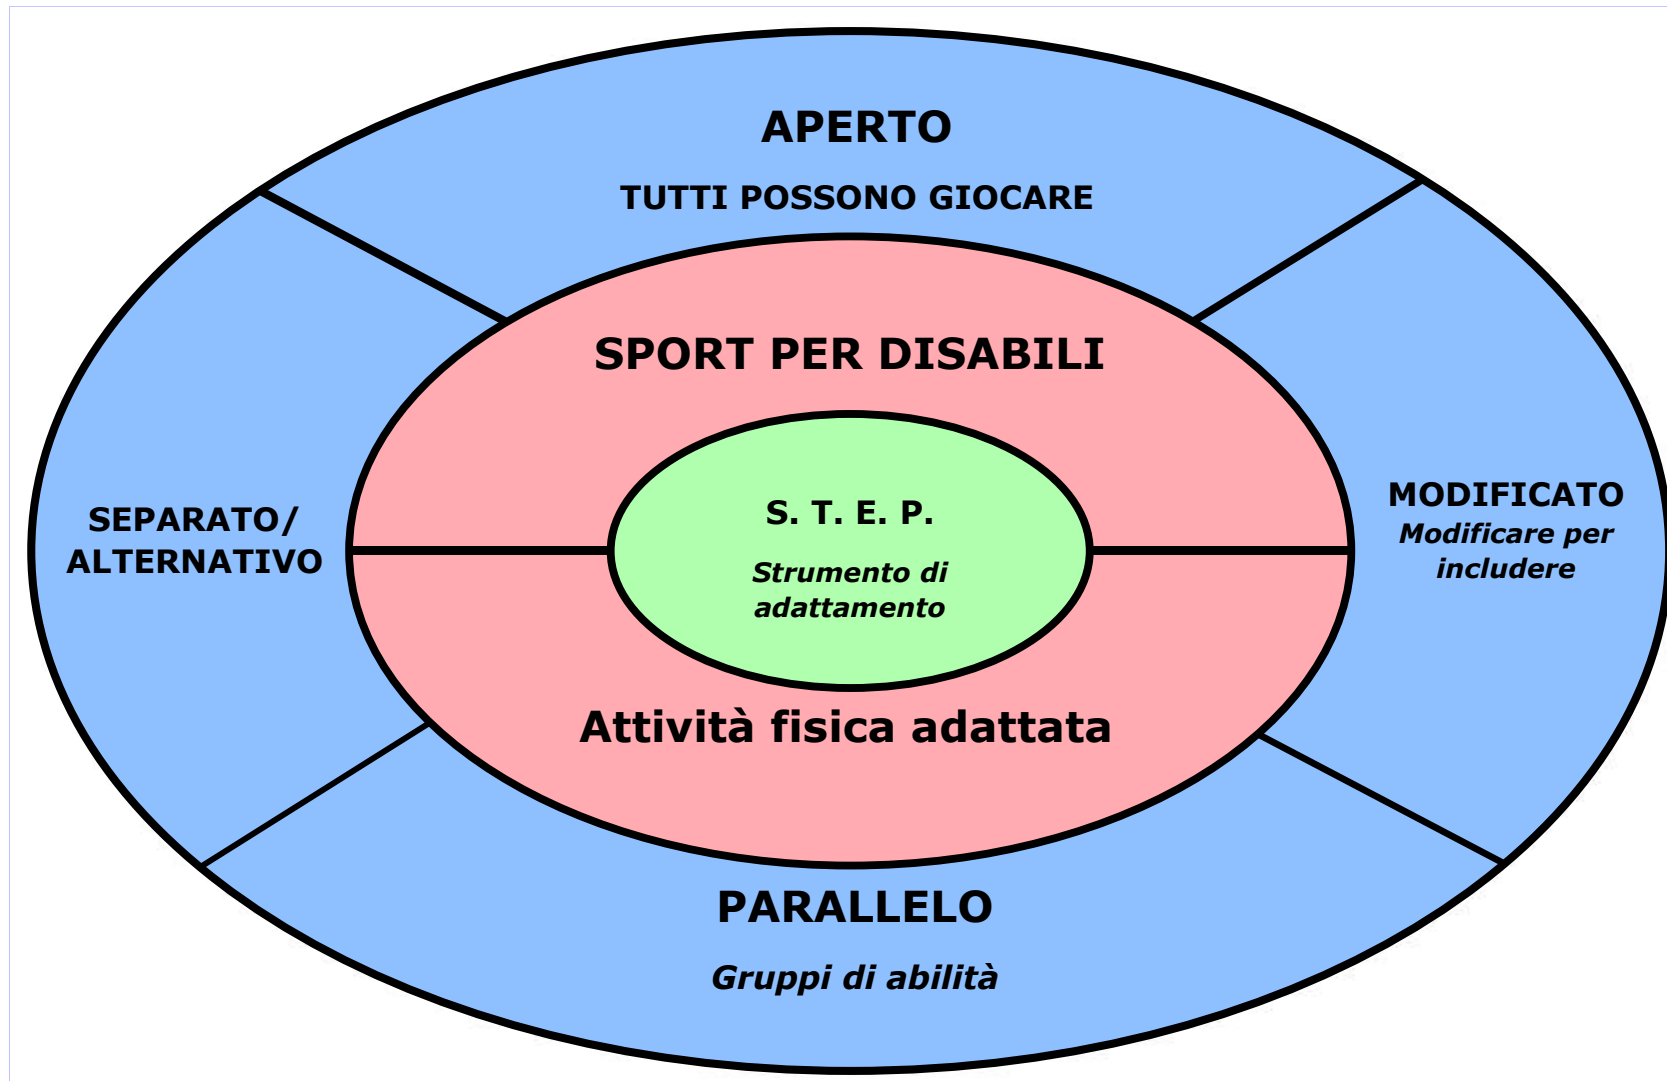 APERTO
TUTTI POSSONO GIOCARE
SPORT PER DISABILI
SEPARATO/
ALTERNATIVO
S. T. E. P.
Strumento di
adattamento
MODIFICATO
Modificare per
includere
Attività fisica adattata
PARALLELO
Gruppi di abilità